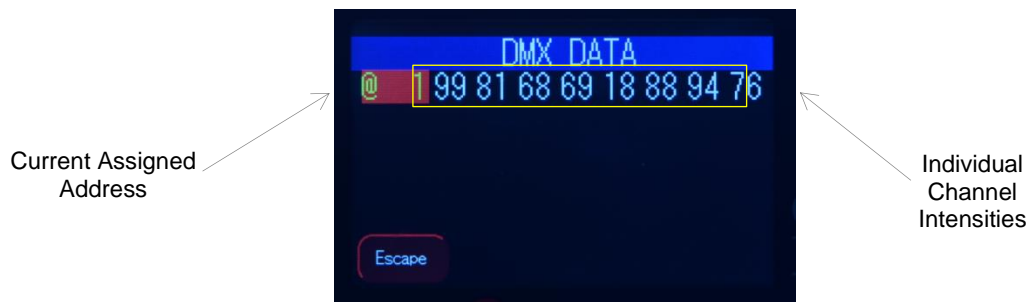 DMX DATA
@ 1 99 81 68 69 18 88 94 76
Current Assigned
Address
Individual
Channel
Intensities
Escape